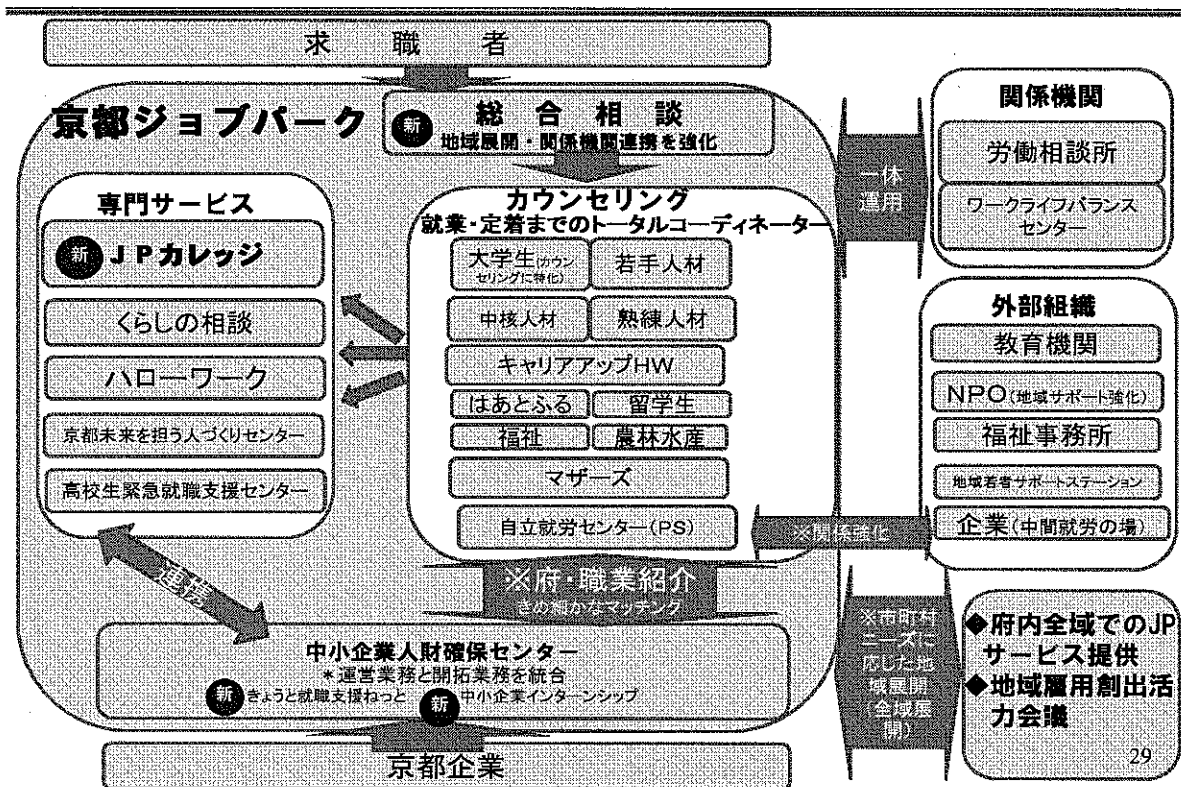 求職者
京都ジョブパーク
新
総合相談
地域展開・関係機関連携を強化
専門サービス
新
JPカレッジ
くらしの相談
ハローワーク
京都未来を担う人づくりセンター
高校生緊急就職支援センター
カウンセリング
就業・定着までのトータルコーディネーター
大学生(カウン
セリングに特化)
若手人材
中核人材
熟練人材
キャリアアップHW
はあとふる
留学生
福祉
農林水産
マザーズ
自立就労センター(PS)
一体
運用
関係機関
労働相談所
ワークライフバランス
センター
外部組織
教育機関
NPO(地域サポート強化)
福祉事務所
地域若者サポートステーション
企業(中間就労の場)
※関係強化
連携
※府・職業紹介
きめ細かなマッチング
中小企業人財確保センター
*運営業務と開拓業務を統合
新
きょうと就職支援ねっと
新
中小企業インターンシップ
※市町村
ニーズに
応じた地
域展開
(全域展
開)
◆府内全域でのJP
サービス提供
◆地域雇用創出活
力会議
京都企業
29